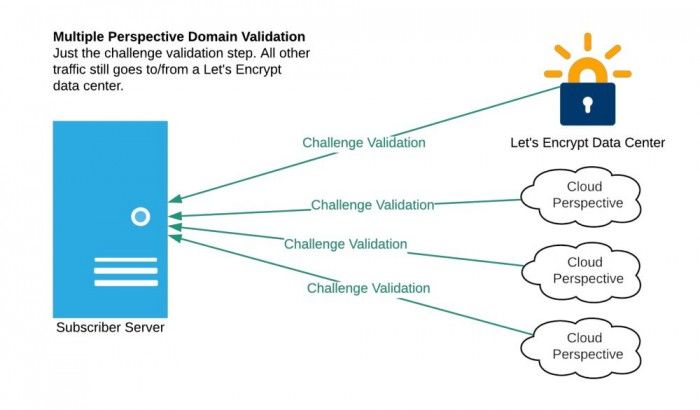 Multiple Perspective Domain Validation
Just the challenge validation step. All other
traffic still goes to/from a Let's Encrypt
data center.
Challenge Validation
Let's Encrypt Data Center
Challenge Validation
Cloud
Perspective
Challenge Validation
Cloud
Perspective
Challenge Validation
Subscriber Server
Cloud
Perspective